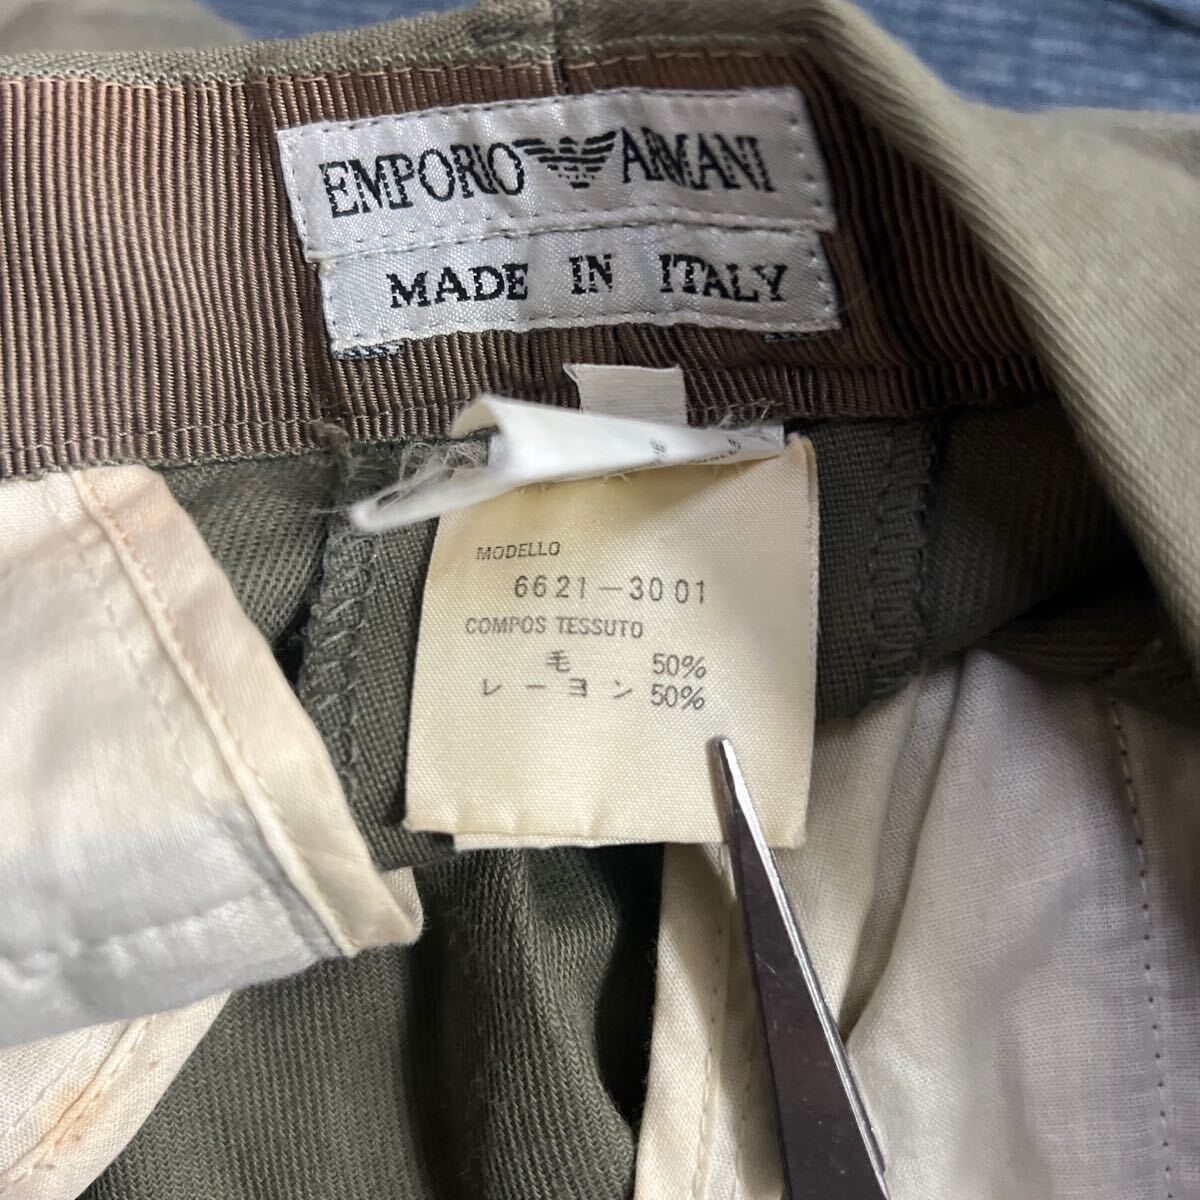 EMPORIO ARMANI
MADE IN ITALY
MODELLO
6621-3001
COMPOS TESSUTO
毛 50%
レーヨン 50%